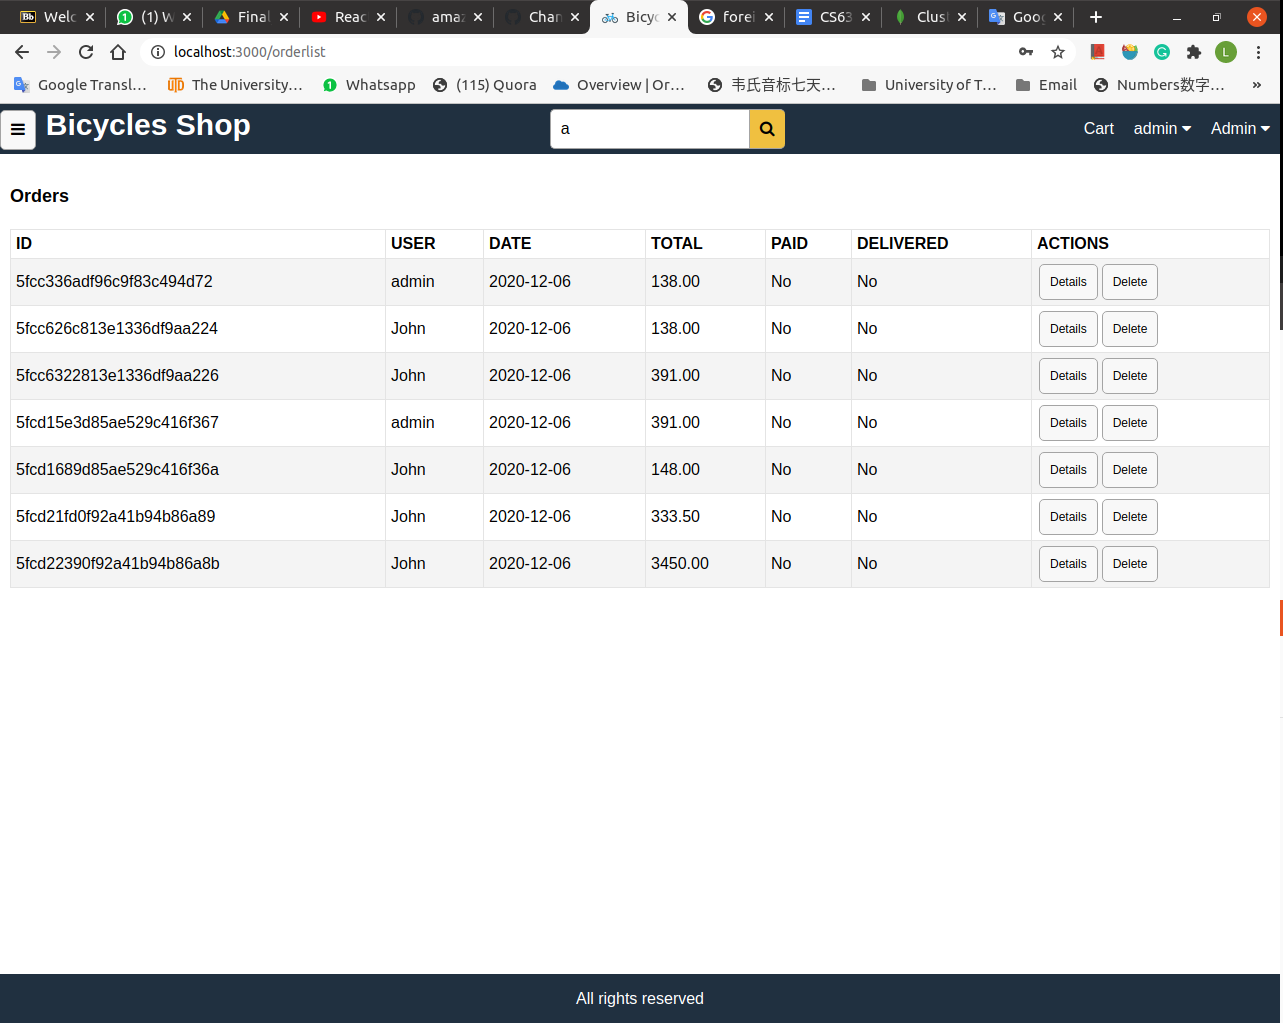 Welc (1) W Final Reac ama Chan Bicyc forei CS63 Clust Goog
localhost:3000/orderlist L
Google Transl... The University... Whatsapp (115) Quora Overview | Or... 韦氏音标七天... University of T... Email Numbers数字... »
Bicycles Shop a Cart admin Admin
Orders
ID USER DATE TOTAL PAID DELIVERED ACTIONS
5fcc336adf96c9f83c494d72 admin 2020-12-06 138.00 No No Details Delete
5fcc626c813e1336df9aa224 John 2020-12-06 138.00 No No Details Delete
5fcc6322813e1336df9aa226 John 2020-12-06 391.00 No No Details Delete
5fcd15e3d85ae529c416f367 admin 2020-12-06 391.00 No No Details Delete
5fcd1689d85ae529c416f36a John 2020-12-06 148.00 No No Details Delete
5fcd21fd0f92a41b94b86a89 John 2020-12-06 333.50 No No Details Delete
5fcd22390f92a41b94b86a8b John 2020-12-06 3450.00 No No Details Delete
All rights reserved